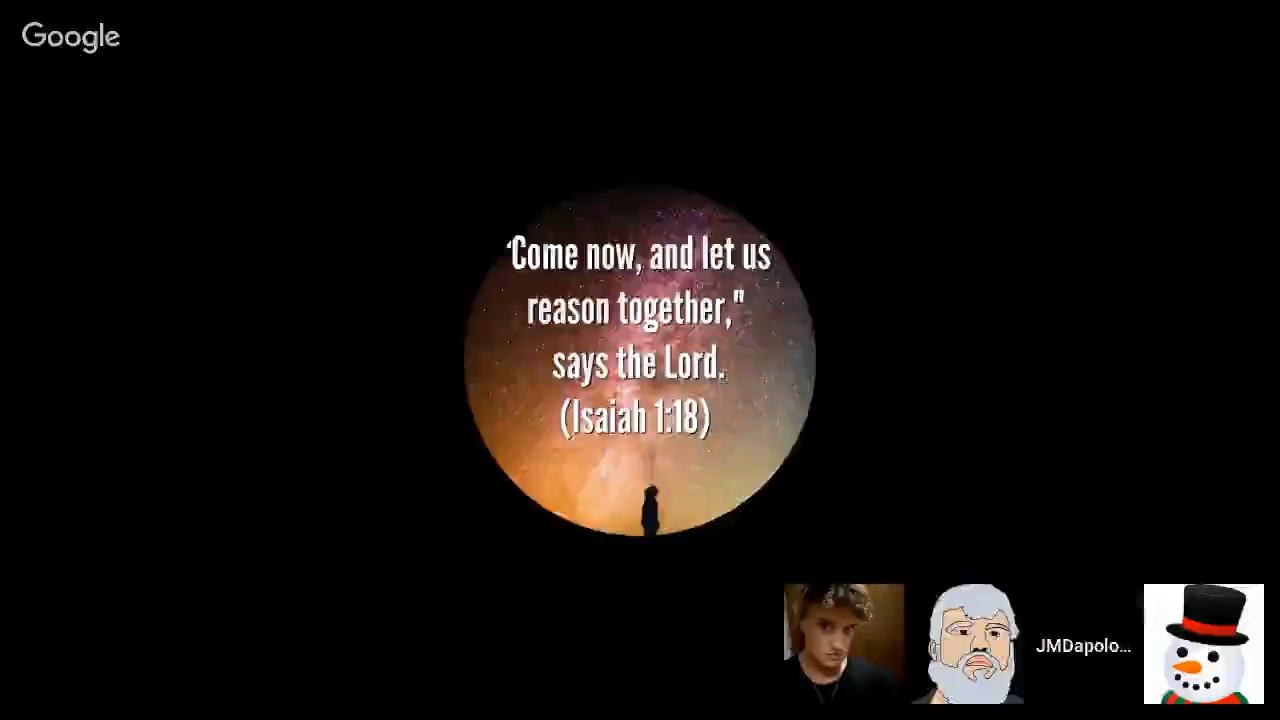 Google
"Come now, and let us
reason together,"
says the Lord.
(Isaiah 1:18)
JMDapolo...